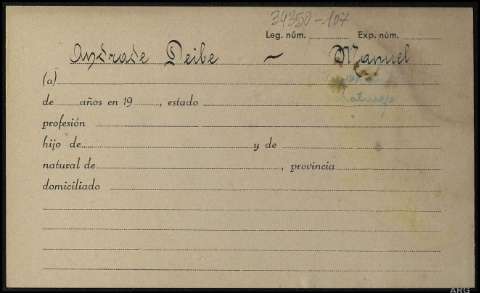 34350-107
Leg. núm. Exp. núm.
Andrade Deibe ~ Manuel
(a)
de años en 19 , estado
profesión
hijo de y de
natural de , provincia
domiciliado
ARG